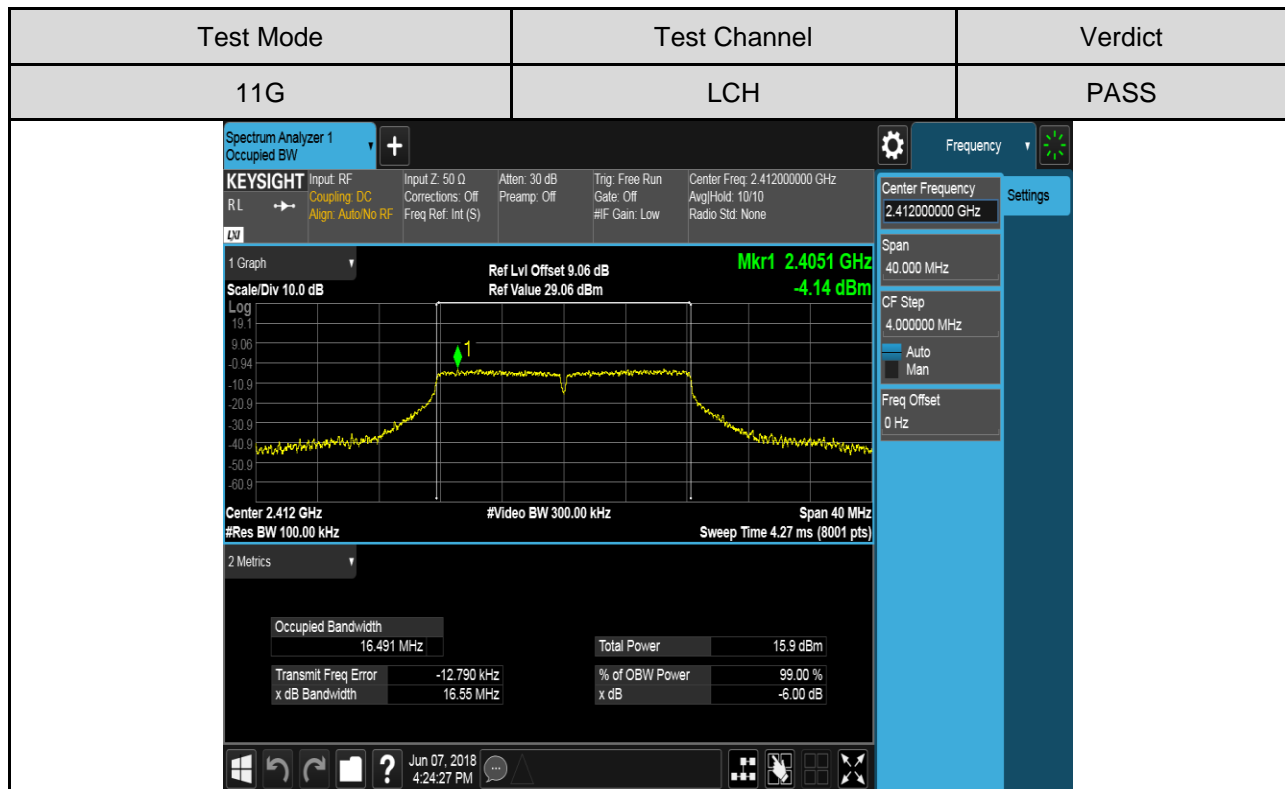 Test Mode Test Channel Verdict
11G LCH PASS
Spectrum Analyzer 1
Occupied BW
+
Frequency
KEYSIGHT Input: RF Input Z: 50 Ω Atten: 30 dB Trig: Free Run Center Freq: 2.412000000 GHz
RL Coupling: DC Corrections: Off Preamp: Off Gate: Off Avg|Hold: 10/10
Align: Auto/No RF Freq Ref: Int (S) #IF Gain: Low Radio Std: None
LXI
Center Frequency
2.412000000 GHz
Settings
Span
40.000 MHz
CF Step
4.000000 MHz
Auto
Man
Freq Offset
0 Hz
1 Graph
Ref Lvl Offset 9.06 dB
Mkr1 2.4051 GHz
Scale/Div 10.0 dB Ref Value 29.06 dBm -4.14 dBm
Log
19.1
9.06
1
-0.94
-10.9
-20.9
-30.9
-40.9
-50.9
-60.9
Center 2.412 GHz #Video BW 300.00 kHz Span 40 MHz
#Res BW 100.00 kHz Sweep Time 4.27 ms (8001 pts)
2 Metrics
Occupied Bandwidth
16.491 MHz Total Power 15.9 dBm
Transmit Freq Error -12.790 kHz % of OBW Power 99.00 %
x dB Bandwidth 16.55 MHz x dB -6.00 dB
?
Jun 07, 2018
4:24:27 PM